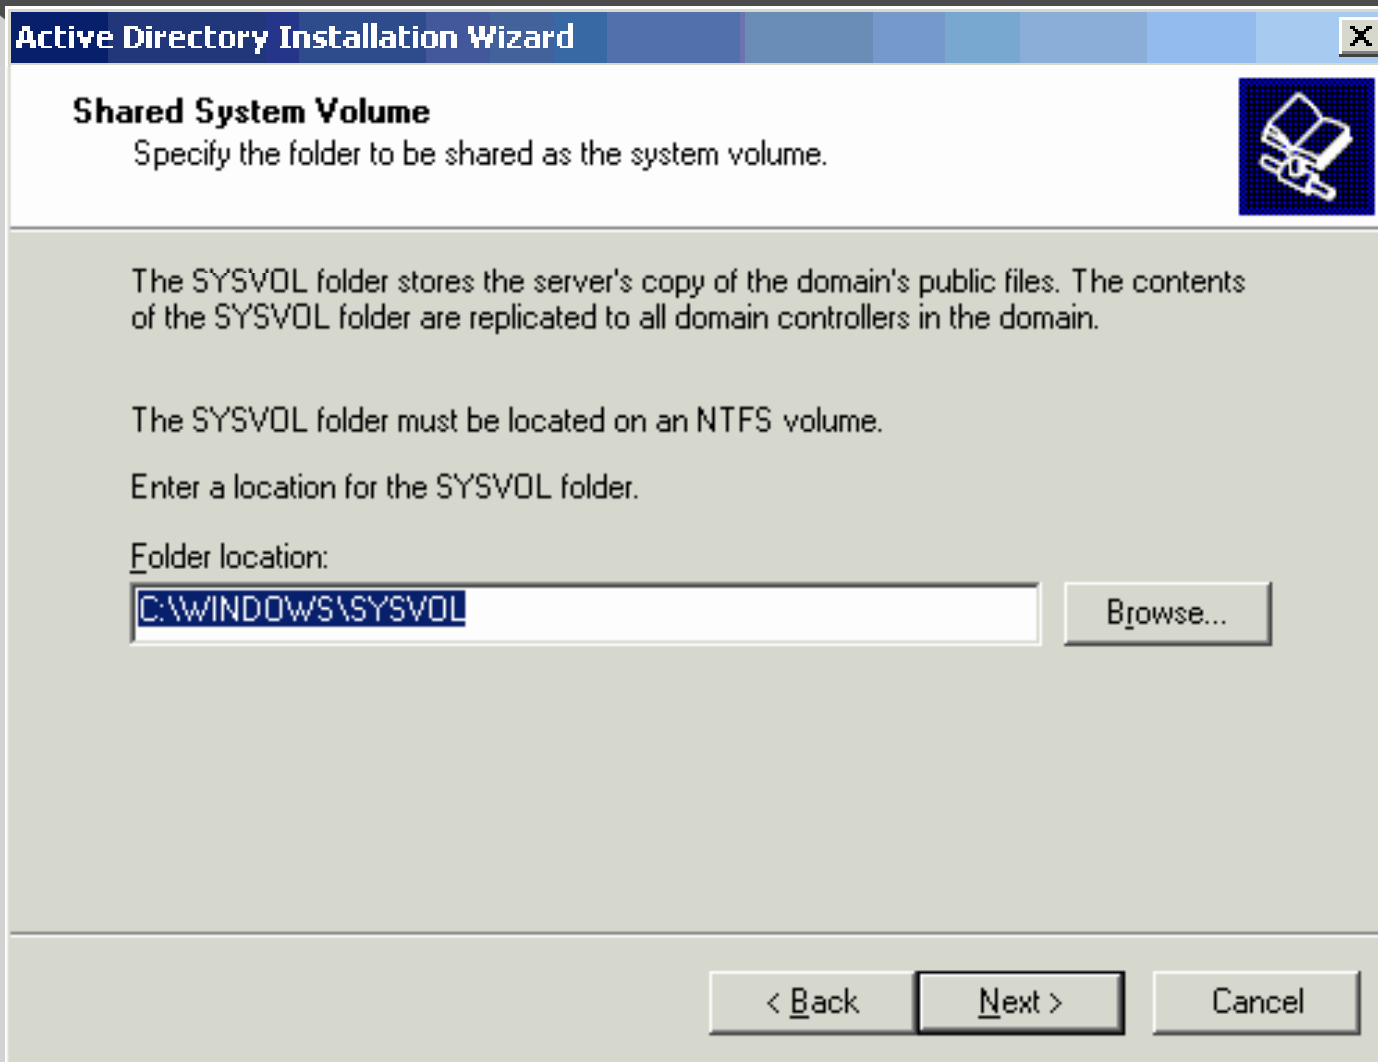 Active Directory Installation Wizard
Shared System Volume
Specify the folder to be shared as the system volume.
The SYSVOL folder stores the server's copy of the domain's public files. The contents
of the SYSVOL folder are replicated to all domain controllers in the domain.
The SYSVOL folder must be located on an NTFS volume.
Enter a location for the SYSVOL folder.
Folder location:
C:\WINDOWS\SYSVOL
Browse...
< Back
Next >
Cancel